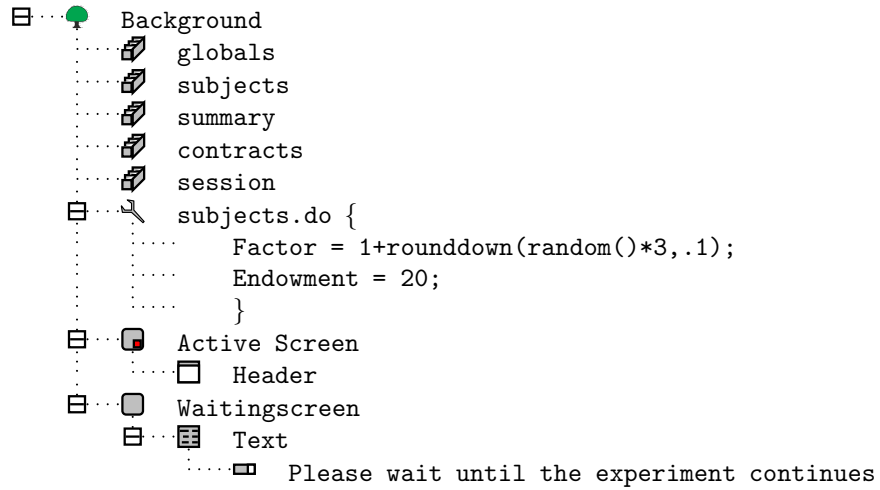 Background
globals
subjects
summary
contracts
session
subjects.do {
Factor = 1+rounddown(random()*3,.1);
Endowment = 20;
}
Active Screen
Header
Waitingscreen
Text
Please wait until the experiment continues